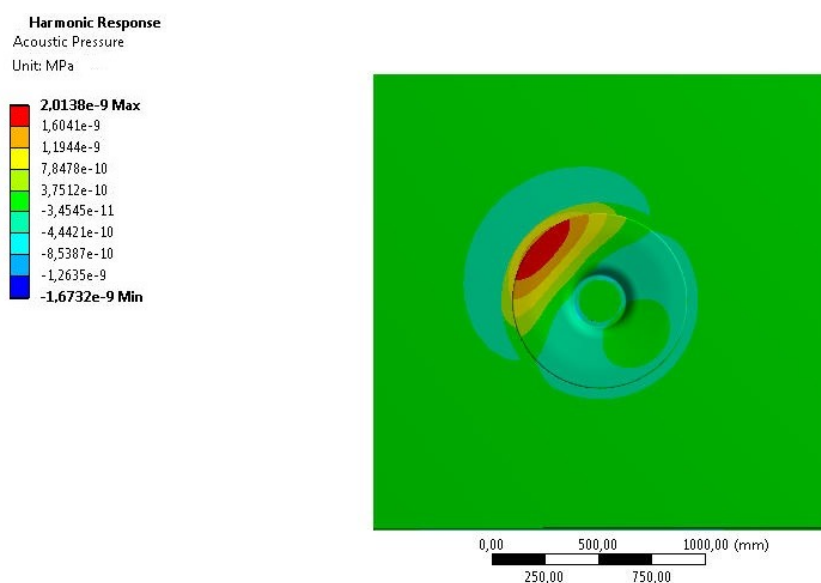 Harmonic Response
Acoustic Pressure
Unit: MPa
2,0138e-9 Max
1,6041e-9
1,1944e-9
7,8478e-10
3,7512e-10
-3,4545e-11
-4,4421e-10
-8,5387e-10
-1,2635e-9
-1,6732e-9 Min
0,00 500,00 1000,00 (mm)
250,00 750,00